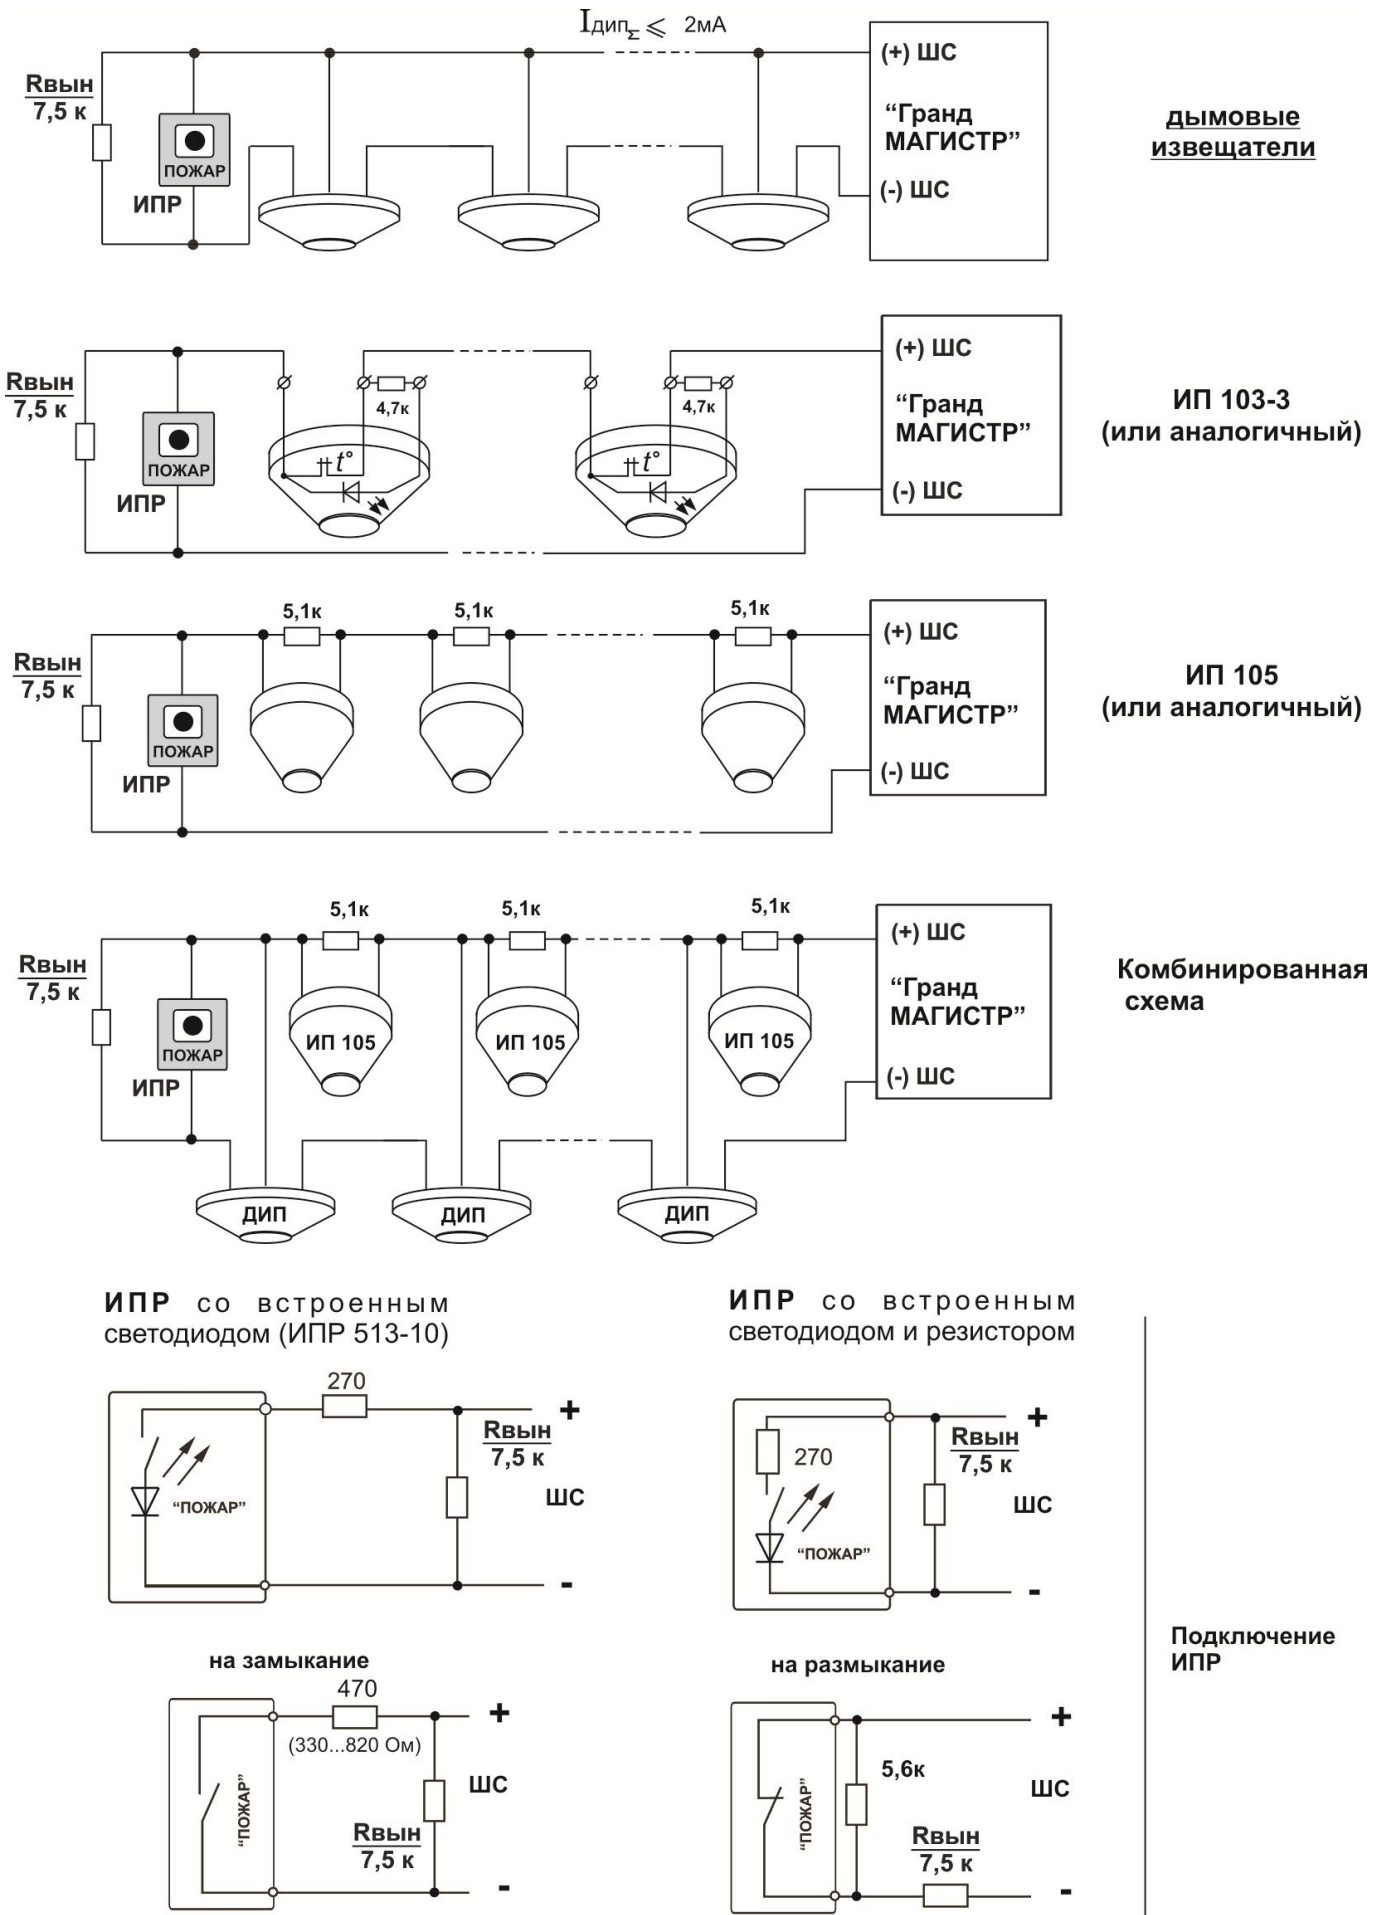 Iдип Σ ⩽ 2мА
Rвын
7,5 к
ПОЖАР
ИПР
(+) ШС
“Гранд
МАГИСТР”
(-) ШС
дымовые
извещатели
Rвын
7,5 к
ПОЖАР
ИПР
4,7к
t°
4,7к
t°
(+) ШС
“Гранд
МАГИСТР”
(-) ШС
ИП 103-3
(или аналогичный)
Rвын
7,5 к
ПОЖАР
ИПР
5,1к
5,1к
5,1к
(+) ШС
“Гранд
МАГИСТР”
(-) ШС
ИП 105
(или аналогичный)
Rвын
7,5 к
ПОЖАР
ИПР
5,1к
5,1к
5,1к
ИП 105
ИП 105
ИП 105
ДИП
ДИП
ДИП
(+) ШС
“Гранд
МАГИСТР”
(-) ШС
Комбинированная
схема
ИПР со встроенным
светодиодом (ИПР 513-10)
270
+
Rвын
7,5 к
“ПОЖАР”
ШС
-
ИПР со встроенным
светодиодом и резистором
+
Rвын
7,5 к
270
“ПОЖАР”
ШС
-
на замыкание
470
(330...820 Ом)
+
“ПОЖАР”
ШС
Rвын
7,5 к
-
на размыкание
+
5,6к
“ПОЖАР”
ШС
Rвын
7,5 к
-
Подключение
ИПР